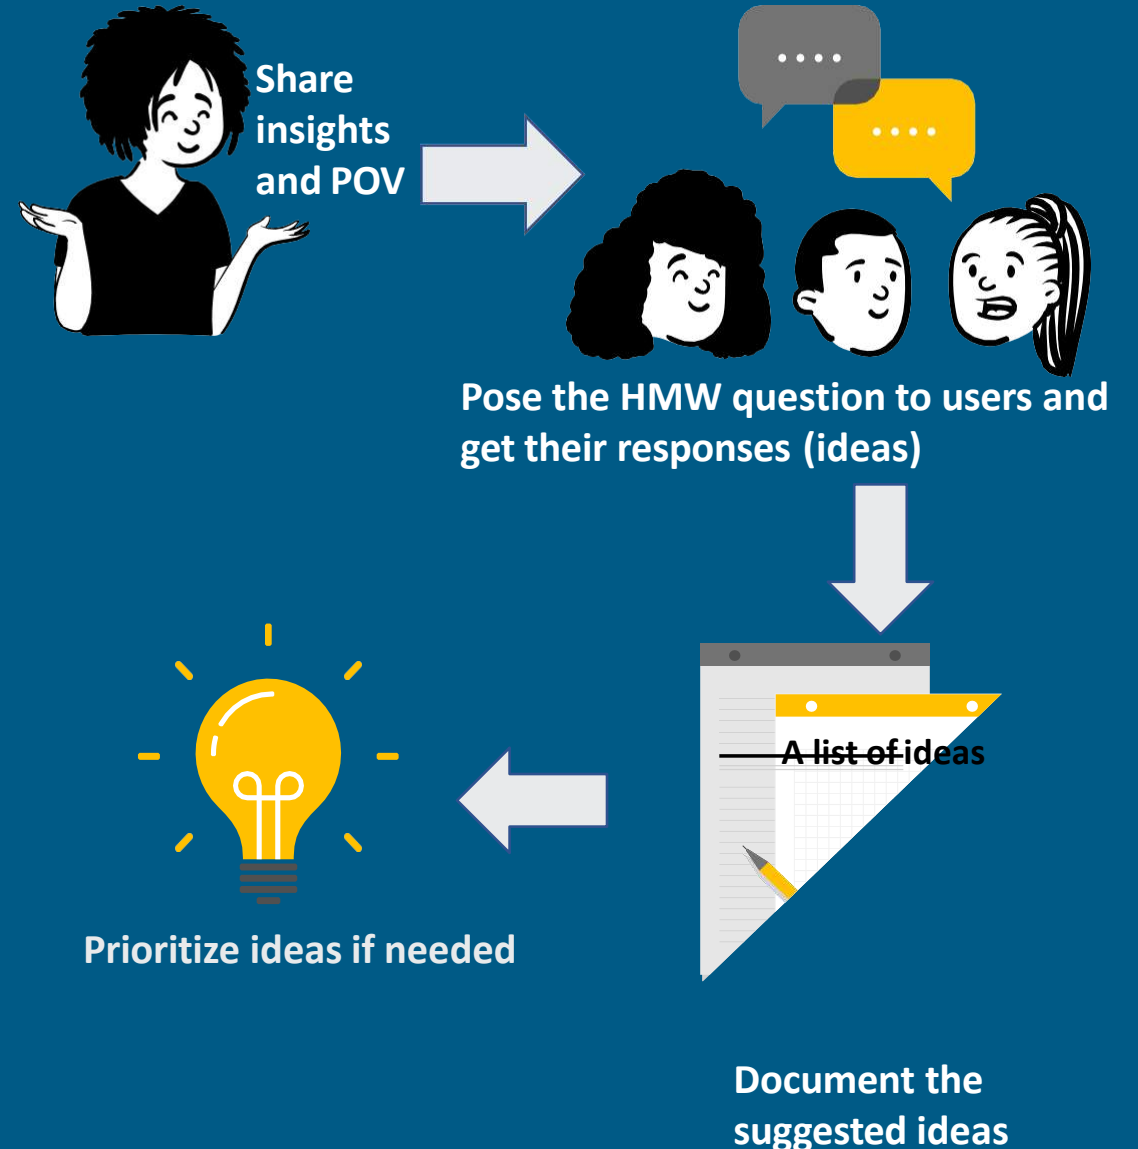 Share
insights
and POV
Pose the HMW question to users and
get their responses (ideas)
A list of ideas
Prioritize ideas if needed
Document the
suggested ideas